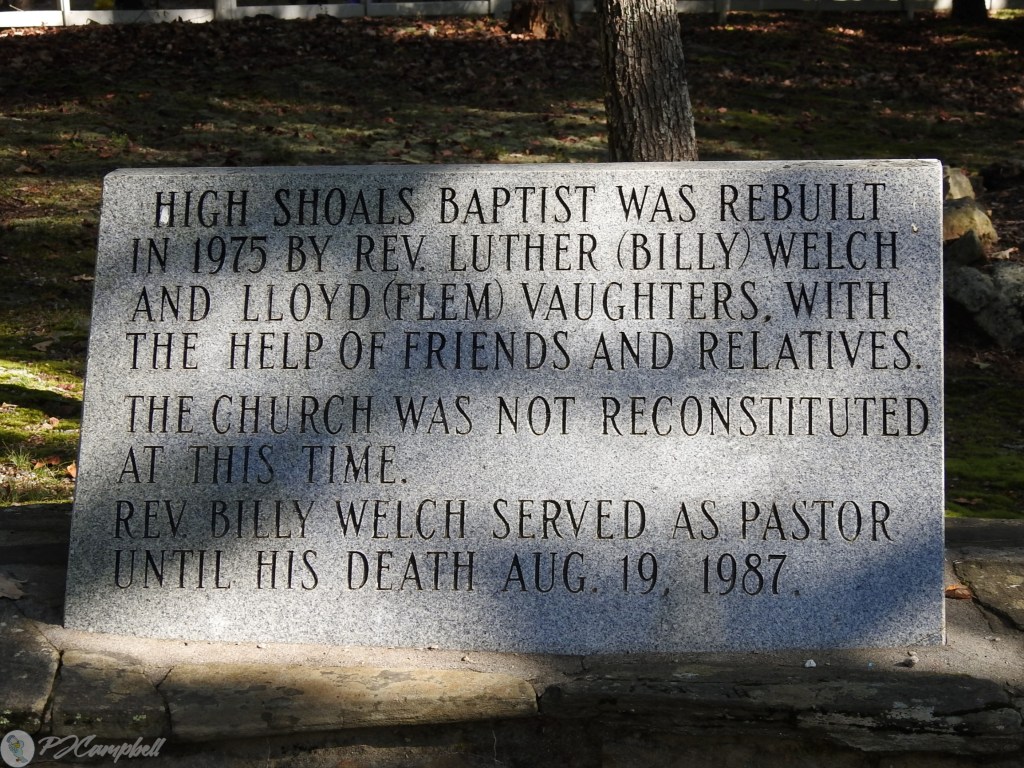 HIGH SHOALS BAPTIST WAS REBUILT
IN 1975 BY REV. LUTHER (BILLY) WELCH
AND LLOYD (FLEM) VAUGHTERS, WITH
THE HELP OF FRIENDS AND RELATIVES.
THE CHURCH WAS NOT RECONSTITUTED
AT THIS TIME.
REV. BILLY WELCH SERVED AS PASTOR
UNTIL HIS DEATH AUG. 19, 1987.
PJCampbell